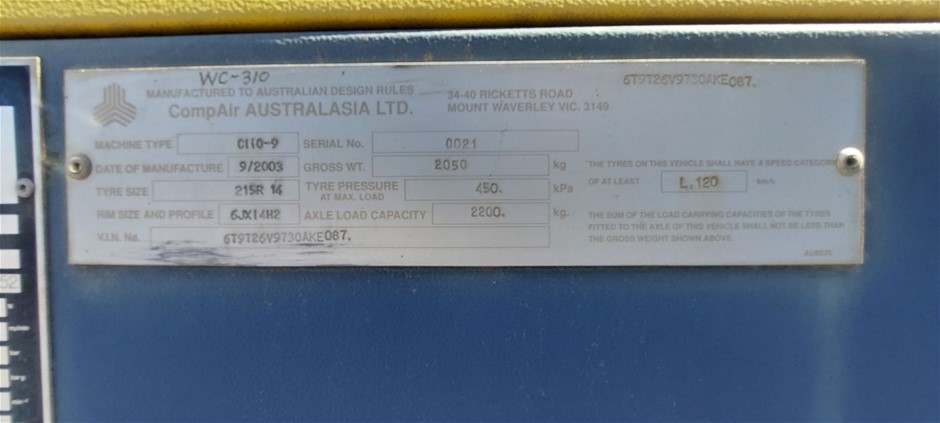 WC-310
6T9T26V9730AKE087.
MANUFACTURED TO AUSTRALIAN DESIGN RULES
CompAir AUSTRALASIA LTD.
34-40 RICKETTS ROAD
MOUNT WAVERLEY VIC. 3149
MACHINE TYPE C110-9 SERIAL No. 0021
DATE OF MANUFACTURE 9/2003 GROSS WT. 2050 kg
TYRE SIZE 215R 14 TYRE PRESSURE AT MAX. LOAD 450. kPa
RIM SIZE AND PROFILE 6JX14H2 AXLE LOAD CAPACITY 2200. kg.
V.I.N. No. 6T9T26V9730AKE087.
THE TYRES ON THIS VEHICLE SHALL HAVE A SPEED CATEGORY
OF AT LEAST L.120 km/h
THE SUM OF THE LOAD CARRYING CAPACITIES OF THE TYRES
FITTED TO THE AXLE OF THIS VEHICLE SHALL NOT BE LESS THAN
THE GROSS WEIGHT SHOWN ABOVE.
52